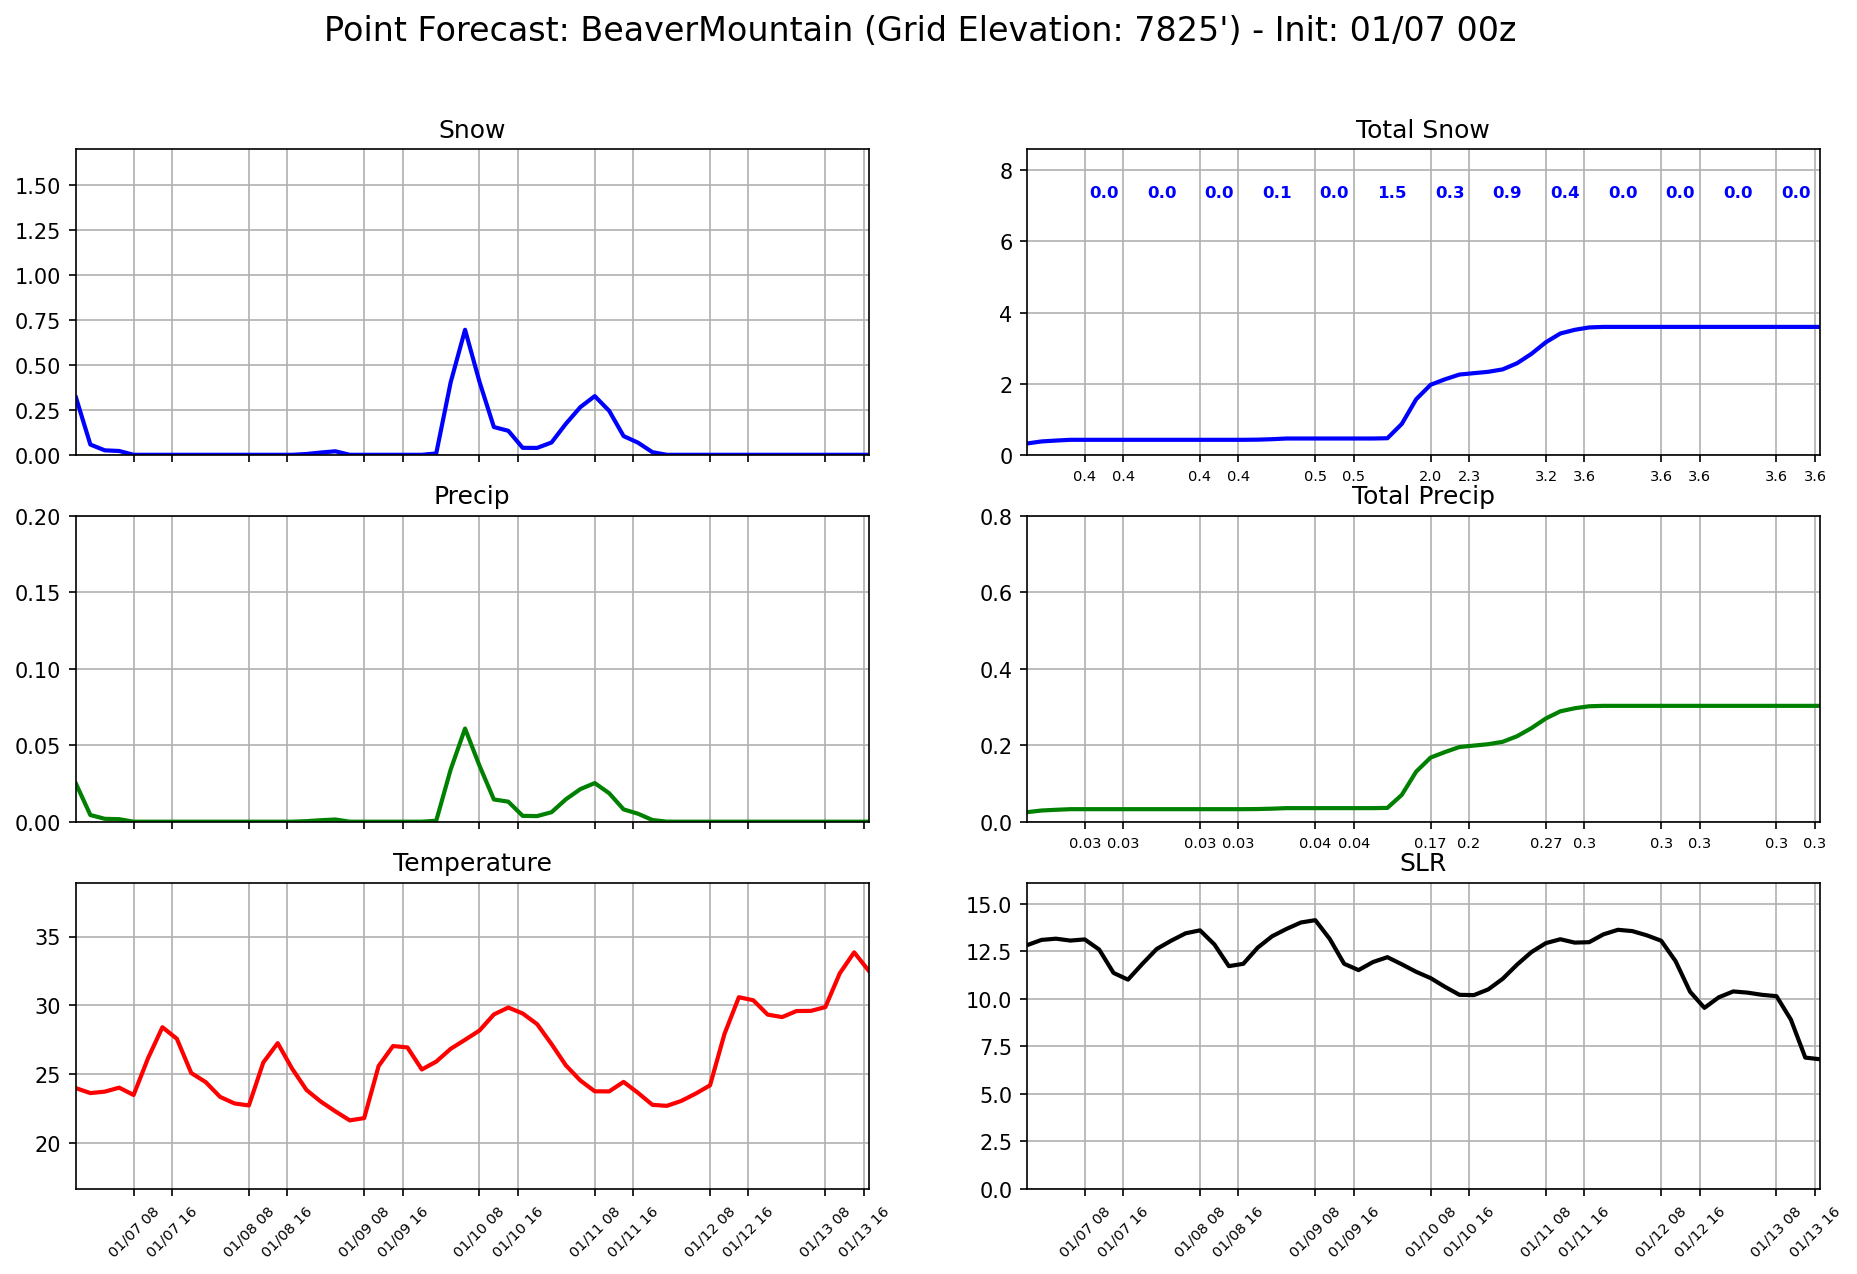 Point Forecast: BeaverMountain (Grid Elevation: 7825') - Init: 01/07 00z
Snow
1.50
1.25
1.00
0.75
0.50
0.25
0.00
Total Snow
8
6
4
2
0
0.0 0.0 0.0 0.1 0.0 1.5 0.3 0.9 0.4 0.0 0.0 0.0 0.0
0.4 0.4 0.4 0.4 0.5 0.5 2.0 2.3 3.2 3.6 3.6 3.6 3.6 3.6
Precip
0.20
0.15
0.10
0.05
0.00
Total Precip
0.8
0.6
0.4
0.2
0.0
0.03 0.03 0.03 0.03 0.04 0.04 0.17 0.2 0.27 0.3 0.3 0.3 0.3 0.3
Temperature
35
30
25
20
01/07 08 01/07 16 01/08 08 01/08 16 01/09 08 01/09 16 01/10 08 01/10 16 01/11 08 01/11 16 01/12 08 01/12 16 01/13 08 01/13 16
SLR
15.0
12.5
10.0
7.5
5.0
2.5
0.0
01/07 08 01/07 16 01/08 08 01/08 16 01/09 08 01/09 16 01/10 08 01/10 16 01/11 08 01/11 16 01/12 08 01/12 16 01/13 08 01/13 16